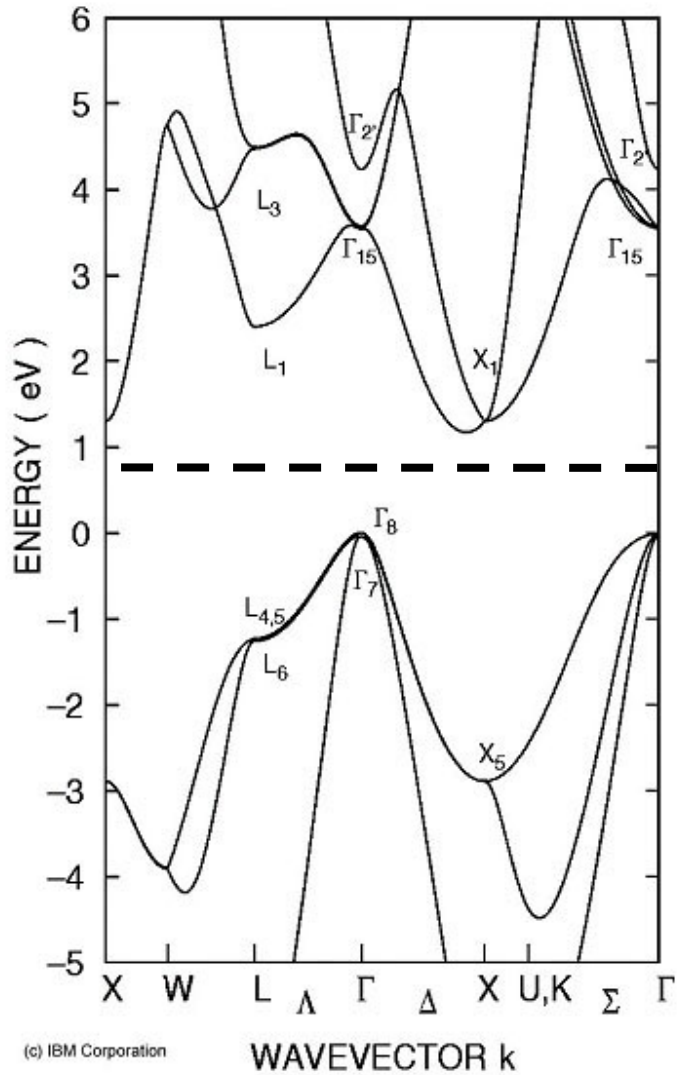 6
5
4
3
2
1
0
−1
−2
−3
−4
−5
ENERGY ( eV )
Γ2'
Γ2'
L3
Γ15
Γ15
L1
X1
Γ8
Γ7
L4,5
L6
X5
X W L Λ Γ Δ X U,K Σ Γ
(c) IBM Corporation
WAVEVECTOR k